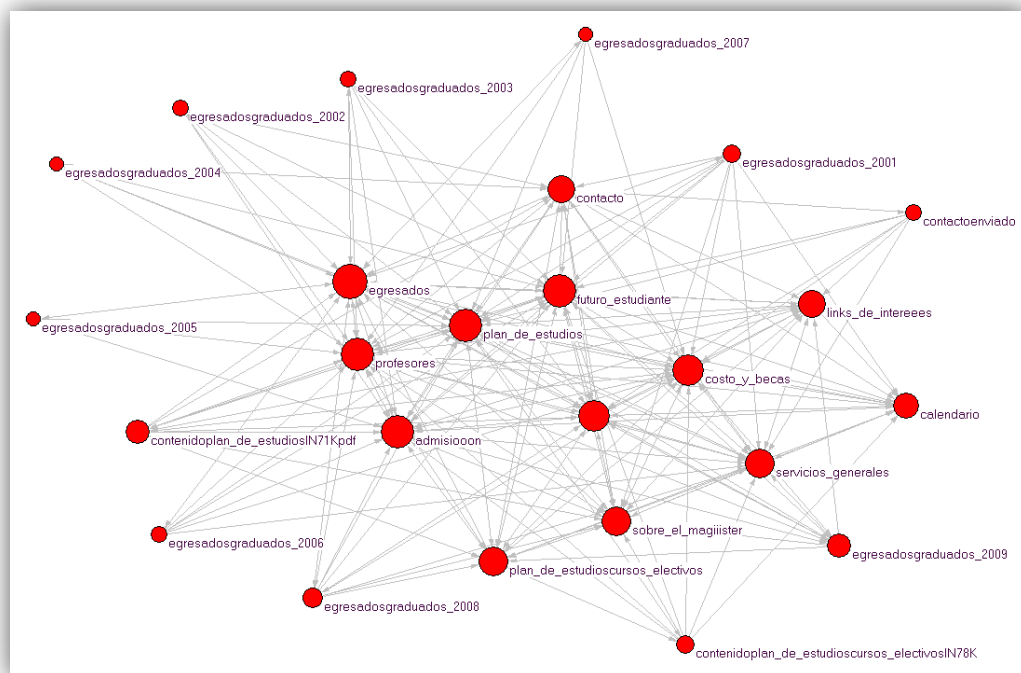 egresadosgraduados_2007
egresadosgraduados_2003
egresadosgraduados_2002
egresadosgraduados_2001
egresadosgraduados_2004
contacto
contactoenviado
egresados
futuro_estudiante
links_de_intereees
egresadosgraduados_2005
plan_de_estudios
profesores
costo_y_becas
calendario
contenidoplan_de_estudiosIN71Kpdf
admisiooon
servicios_generales
sobre_el_magiiister
egresadosgraduados_2006
egresadosgraduados_2009
plan_de_estudioscursos_electivos
egresadosgraduados_2008
contenidoplan_de_estudioscursos_electivosIN78K